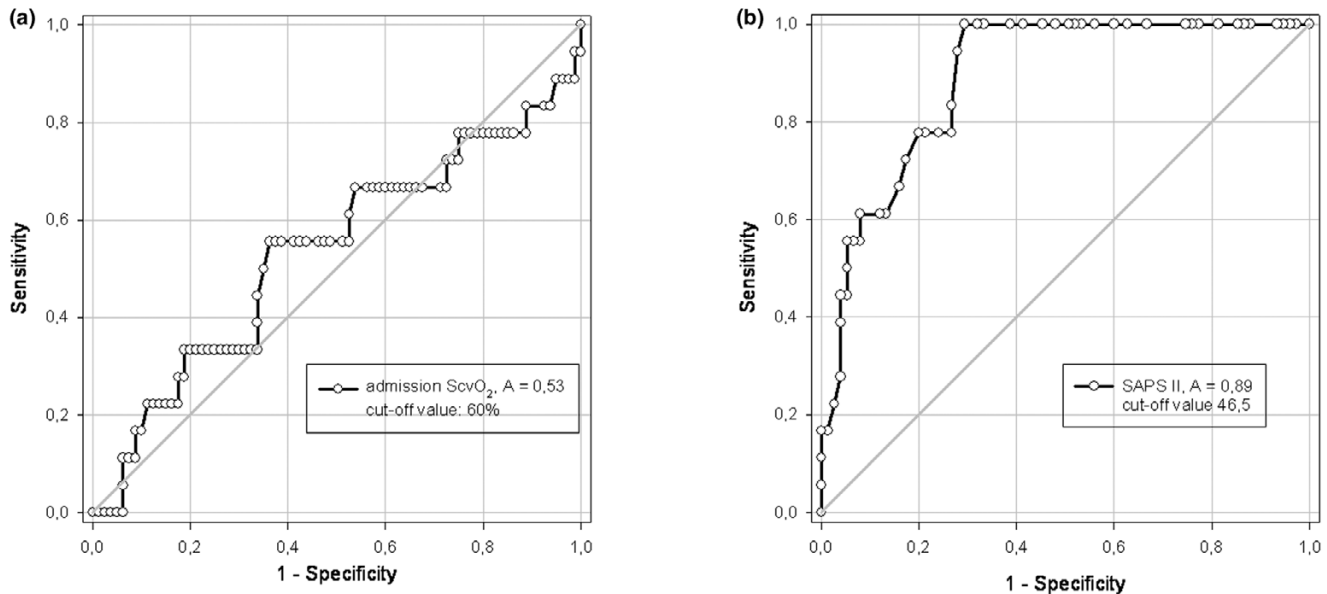 (a)
1,0
0,8
0,6
0,4
0,2
0,0
Sensitivity
admission ScvO₂, A = 0,53
cut-off value: 60%
0,0 0,2 0,4 0,6 0,8 1,0
1 - Specificity
(b)
1,0
0,8
0,6
0,4
0,2
0,0
Sensitivity
SAPS II, A = 0,89
cut-off value 46,5
0,0 0,2 0,4 0,6 0,8 1,0
1 - Specificity